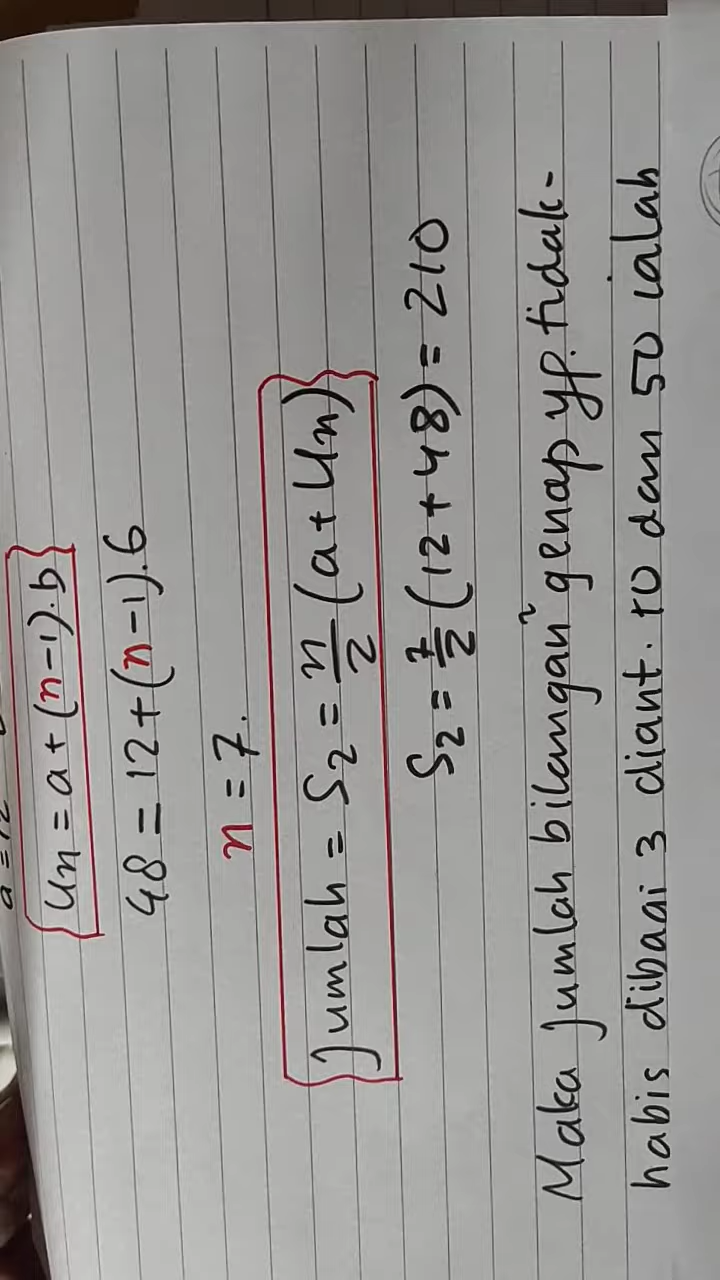 a = 12
Un = a + (n-1).b
48 = 12 + (n-1).6
n = 7.
Jumlah = S2 = n/2 (a + Un)
S2 = 7/2 (12 + 48) = 210
Maka jumlah bilangan² genap yg. tidak-
habis dibagi 3 diant. 10 dan 50 ialah